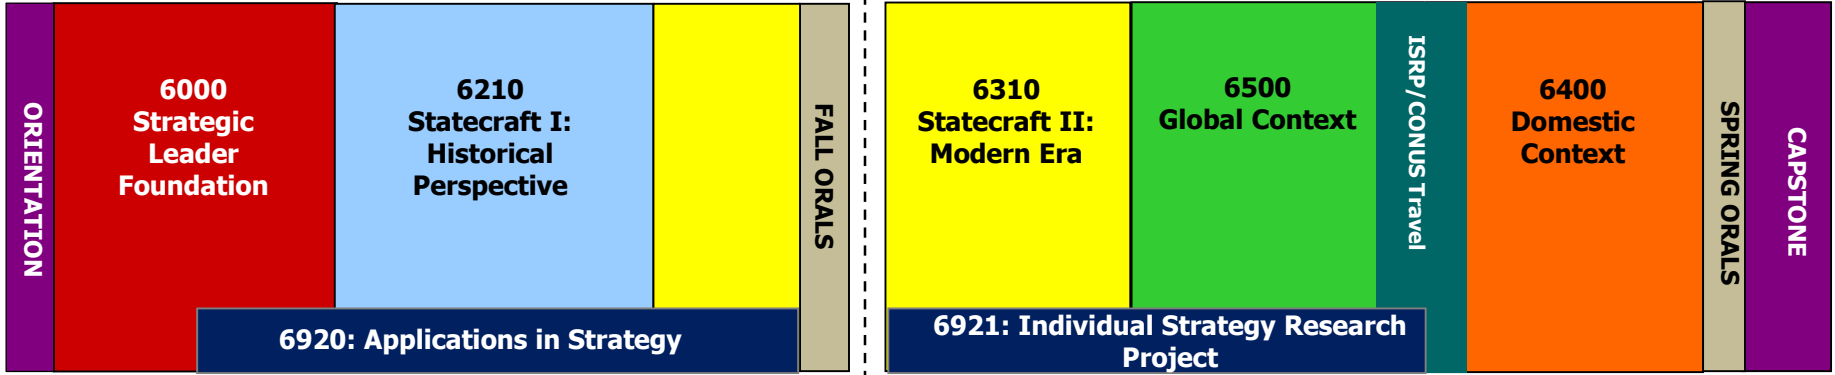 ORIENTATION
6000
Strategic
Leader
Foundation
6210
Statecraft I:
Historical
Perspective
FALL ORALS
6920: Applications in Strategy
6310
Statecraft II:
Modern Era
6500
Global Context
ISRP/CONUS Travel
6400
Domestic
Context
SPRING ORALS
CAPSTONE
6921: Individual Strategy Research
Project